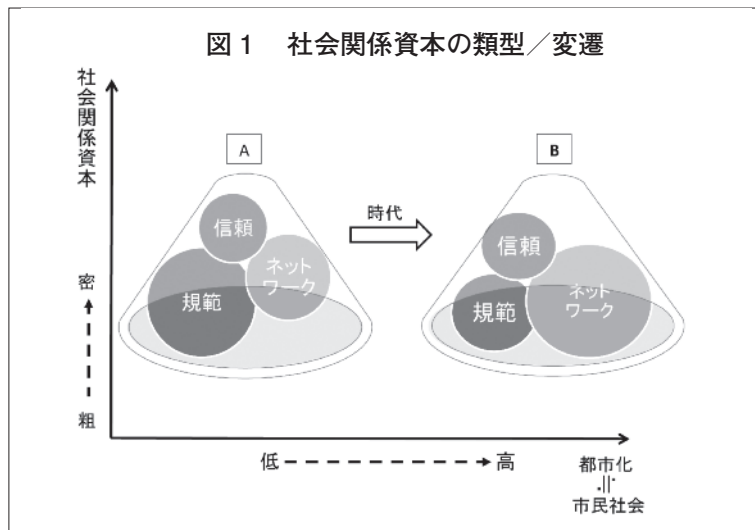 図1 社会関係資本の類型／変遷
社会関係資本
密
粗
A
信頼
ネット
ワーク
規範
時代
B
信頼
ネット
ワーク
規範
低
高
都市化
市民社会